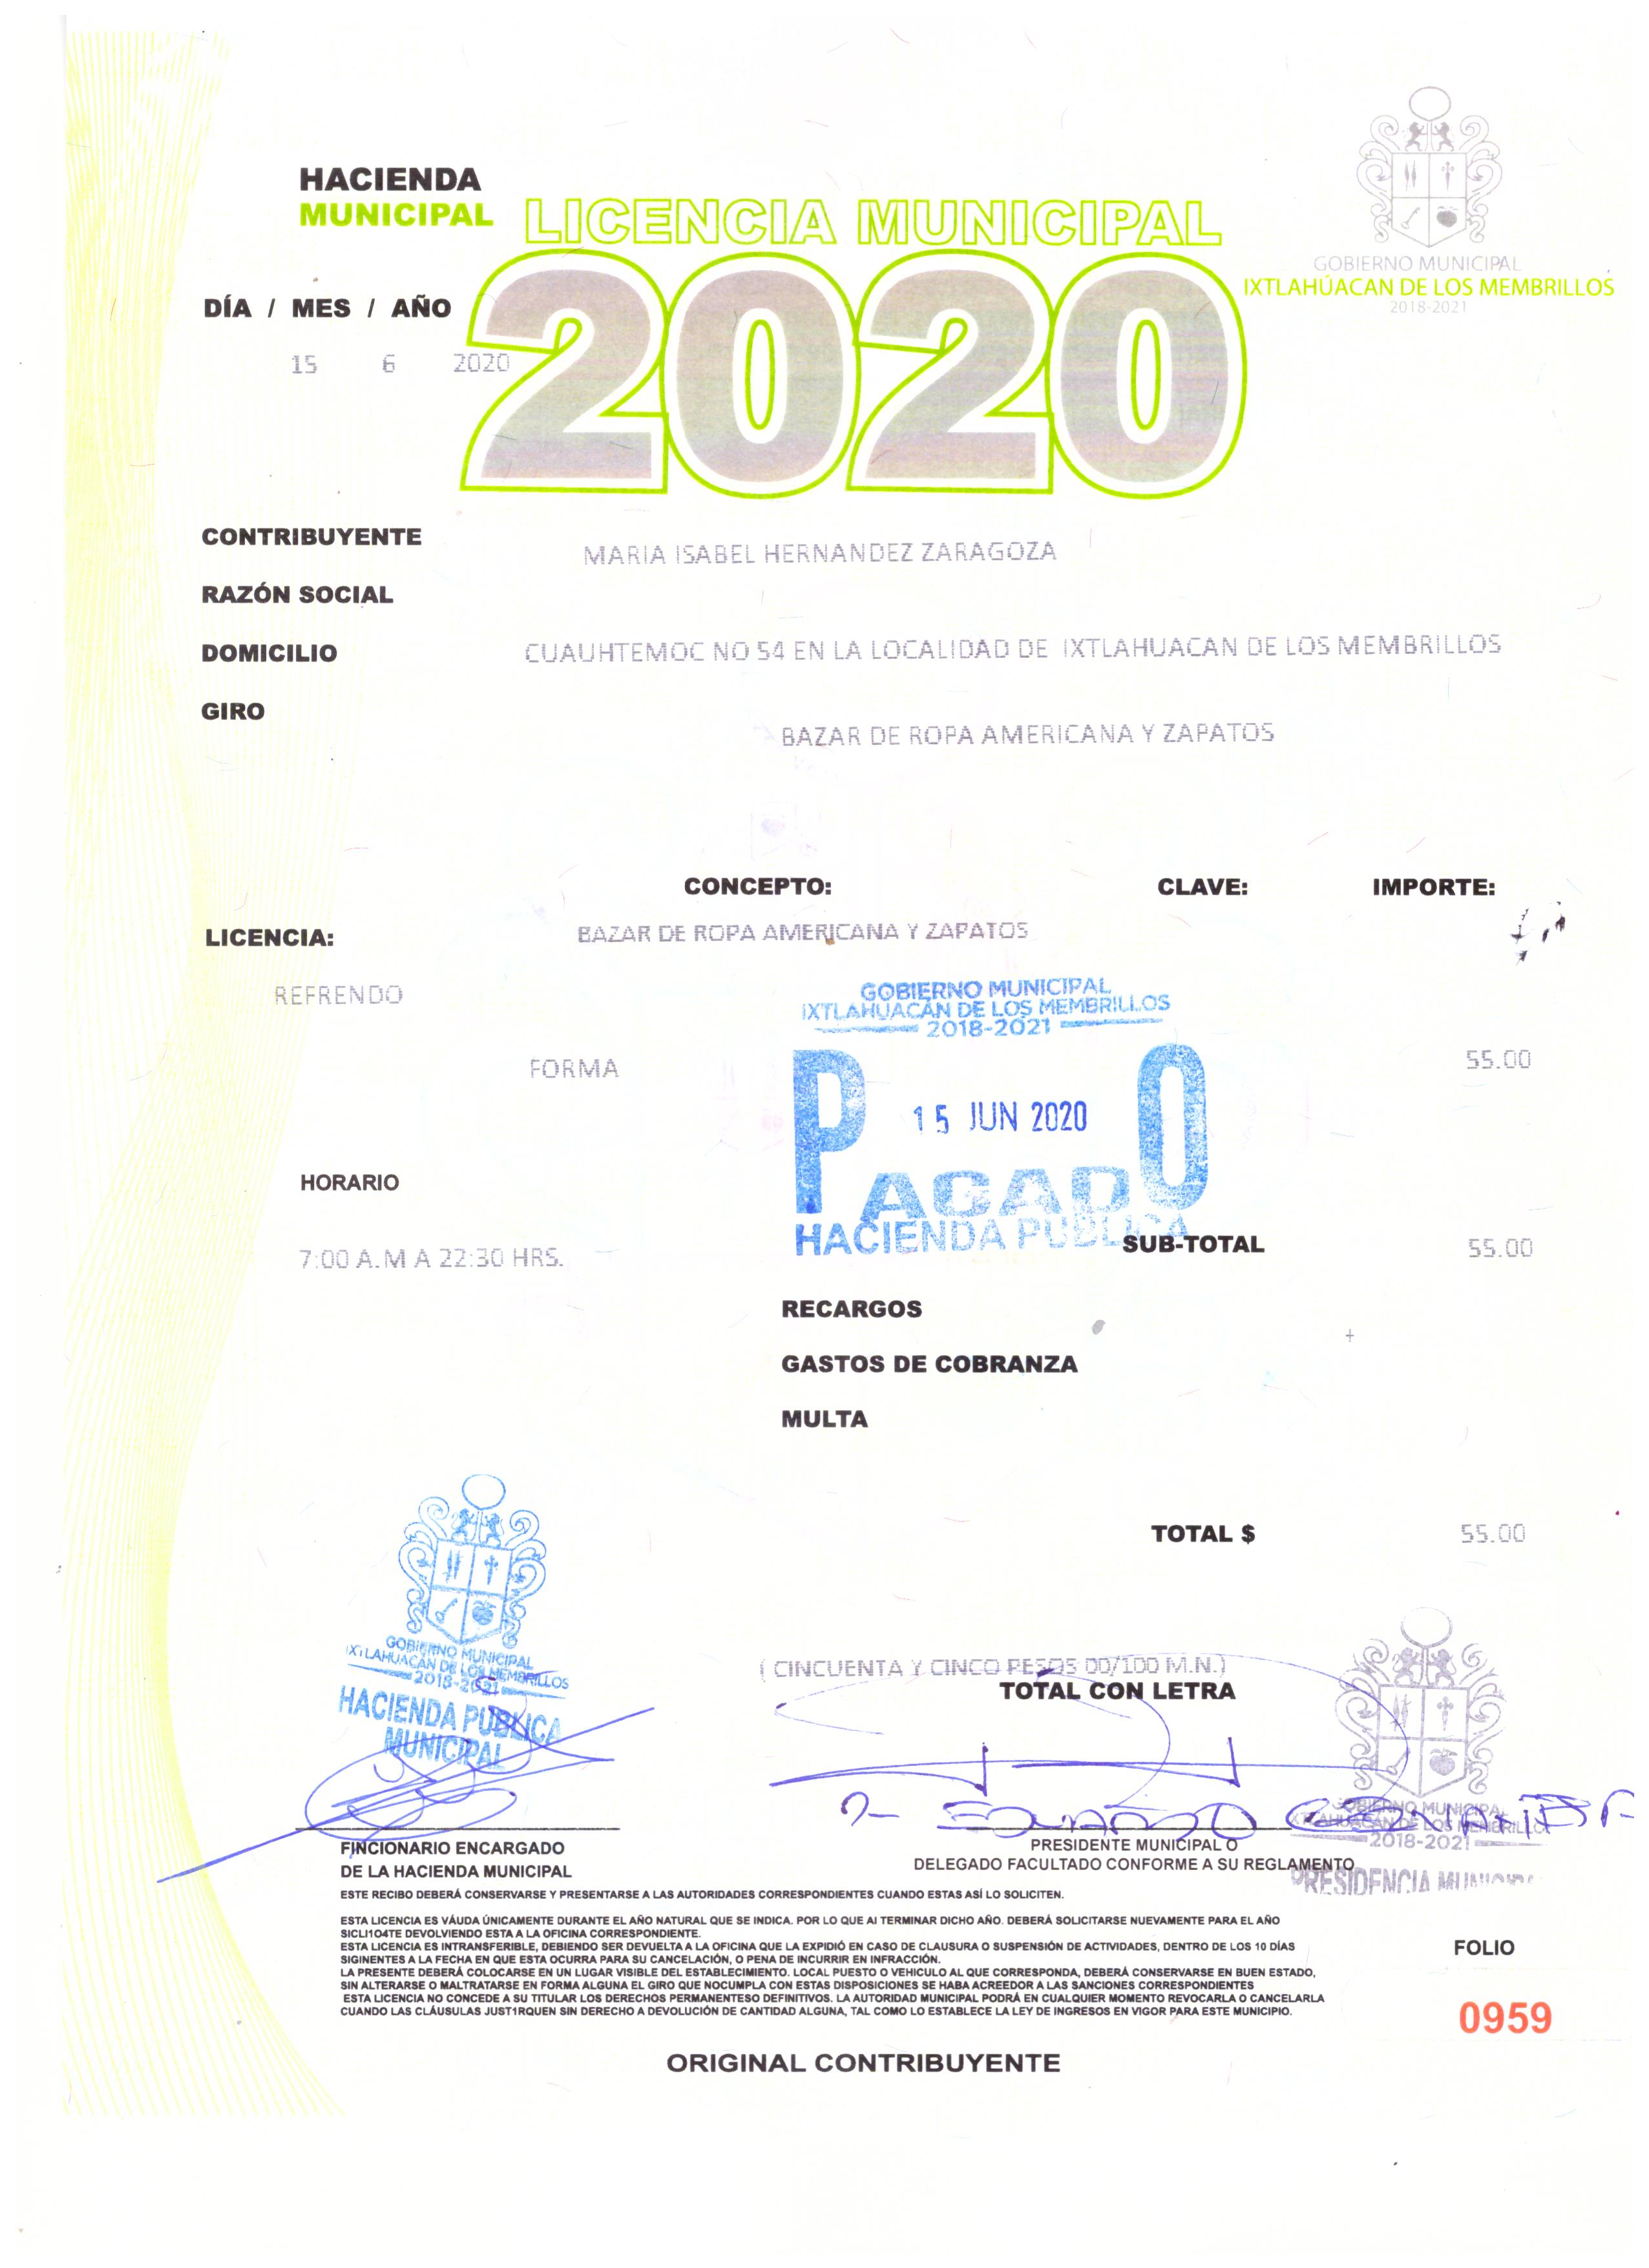 HACIENDA
MUNICIPAL
LICENCIA MUNICIPAL
2020
GOBIERNO MUNICIPAL
IXTLAHÚACAN DE LOS MEMBRILLOS
2018-2021
DÍA / MES / AÑO
15 6 2020
CONTRIBUYENTE
MARIA ISABEL HERNANDEZ ZARAGOZA
RAZÓN SOCIAL
DOMICILIO
CUAUHTEMOC NO 54 EN LA LOCALIDAD DE IXTLAHUACAN DE LOS MEMBRILLOS
GIRO
BAZAR DE ROPA AMERICANA Y ZAPATOS
CONCEPTO: CLAVE: IMPORTE:
LICENCIA: BAZAR DE ROPA AMERICANA Y ZAPATOS
REFRENDO
GOBIERNO MUNICIPAL
IXTLAHUACÁN DE LOS MEMBRILLOS
2018-2021
FORMA 55.00
15 JUN 2020
PAGADO
HACIENDA PUBLICA
HORARIO
7:00 A.M A 22:30 HRS.
SUB-TOTAL 55.00
RECARGOS
GASTOS DE COBRANZA
MULTA
TOTAL $ 55.00
GOBIERNO MUNICIPAL
IXTLAHUACÁN DE LOS MEMBRILLOS
2018-2021
HACIENDA PUBLICA
MUNICIPAL
( CINCUENTA Y CINCO PESOS 00/100 M.N.)
TOTAL CON LETRA
GOBIERNO MUNICIPAL
IXTLAHUACAN DE LOS MEMBRILLOS
2018-2021
PRESIDENCIA MUNICIPAL
FINCIONARIO ENCARGADO
DE LA HACIENDA MUNICIPAL
PRESIDENTE MUNICIPAL O
DELEGADO FACULTADO CONFORME A SU REGLAMENTO
ESTE RECIBO DEBERÁ CONSERVARSE Y PRESENTARSE A LAS AUTORIDADES CORRESPONDIENTES CUANDO ESTAS ASÍ LO SOLICITEN.
ESTA LICENCIA ES VÁUDA ÚNICAMENTE DURANTE EL AÑO NATURAL QUE SE INDICA. POR LO QUE AI TERMINAR DICHO AÑO. DEBERÁ SOLICITARSE NUEVAMENTE PARA EL AÑO
SICLI1O4TE DEVOLVIENDO ESTA A LA OFICINA CORRESPONDIENTE.
ESTA LICENCIA ES INTRANSFERIBLE, DEBIENDO SER DEVUELTA A LA OFICINA QUE LA EXPIDIÓ EN CASO DE CLAUSURA O SUSPENSIÓN DE ACTIVIDADES, DENTRO DE LOS 10 DÍAS
SIGINENTES A LA FECHA EN QUE ESTA OCURRA PARA SU CANCELACIÓN, O PENA DE INCURRIR EN INFRACCIÓN.
LA PRESENTE DEBERÁ COLOCARSE EN UN LUGAR VISIBLE DEL ESTABLECIMIENTO. LOCAL PUESTO O VEHICULO AL QUE CORRESPONDA, DEBERÁ CONSERVARSE EN BUEN ESTADO,
SIN ALTERARSE O MALTRATARSE EN FORMA ALGUNA EL GIRO QUE NOCUMPLA CON ESTAS DISPOSICIONES SE HABA ACREEDOR A LAS SANCIONES CORRESPONDIENTES
ESTA LICENCIA NO CONCEDE A SU TITULAR LOS DERECHOS PERMANENTESO DEFINITIVOS. LA AUTORIDAD MUNICIPAL PODRÁ EN CUALQUIER MOMENTO REVOCARLA O CANCELARLA
CUANDO LAS CLÁUSULAS JUST1RQUEN SIN DERECHO A DEVOLUCIÓN DE CANTIDAD ALGUNA, TAL COMO LO ESTABLECE LA LEY DE INGRESOS EN VIGOR PARA ESTE MUNICIPIO.
FOLIO
0959
ORIGINAL CONTRIBUYENTE